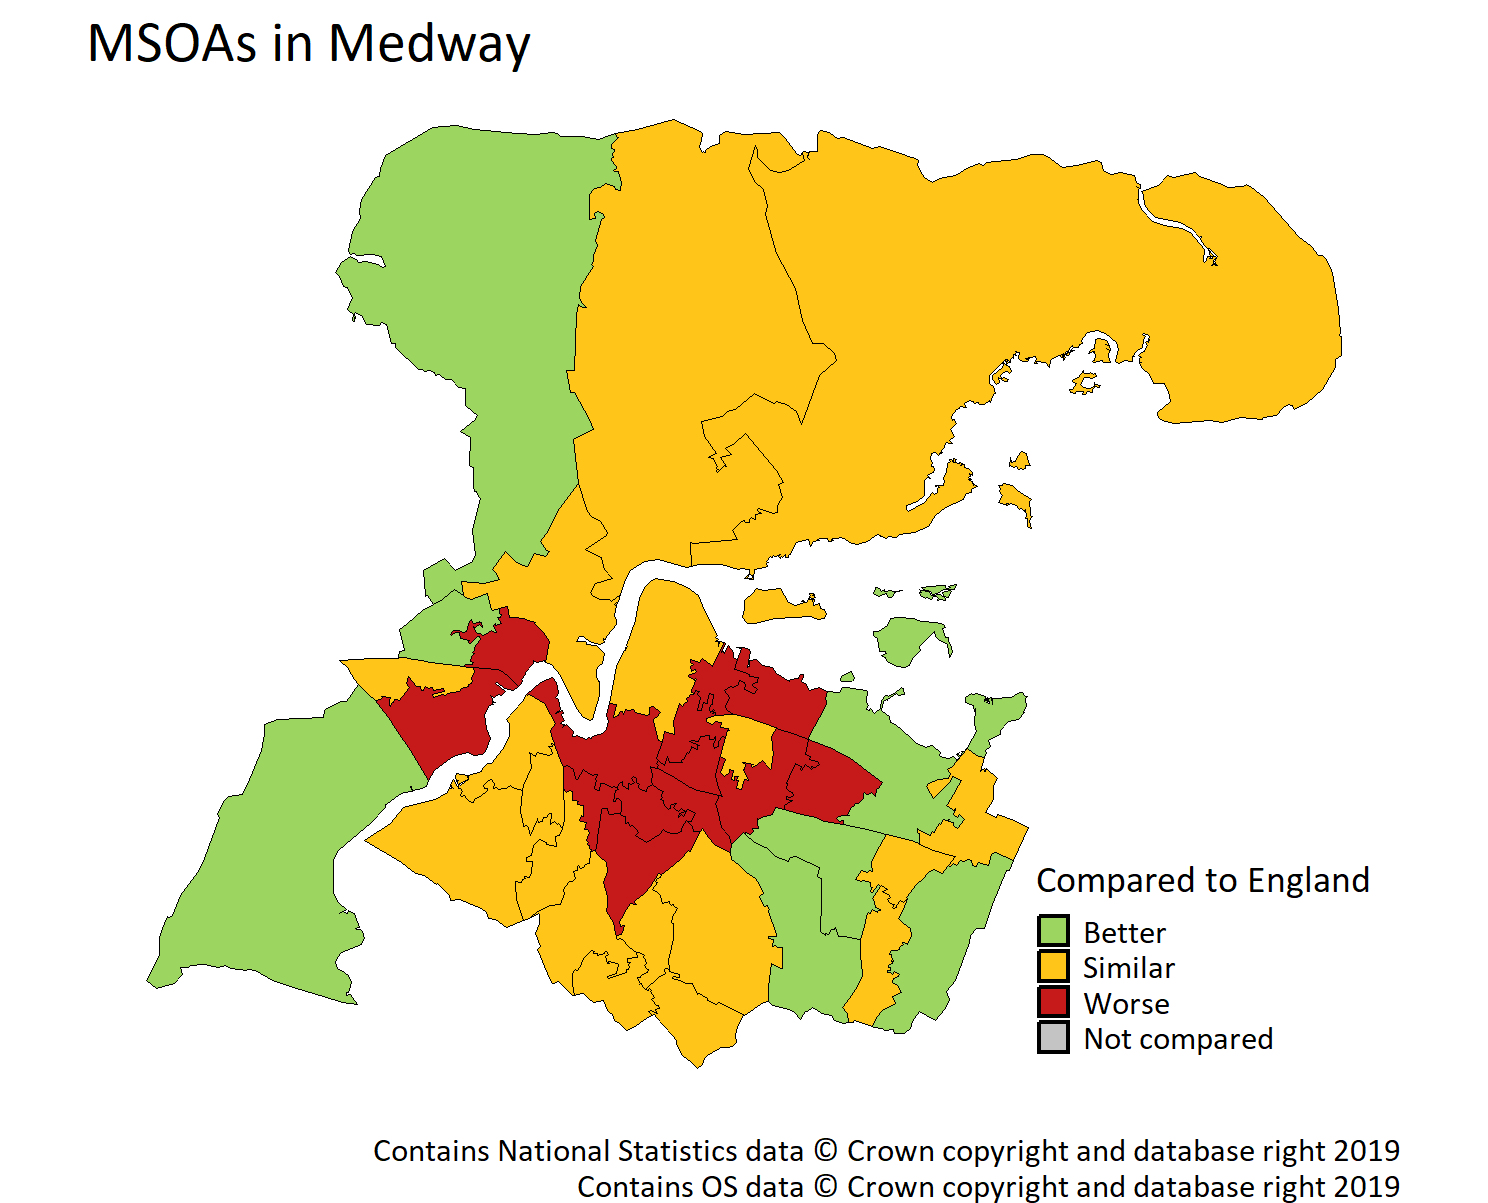 MSOAs in Medway
Compared to England
Better
Similar
Worse
Not compared
Contains National Statistics data © Crown copyright and database right 2019
Contains OS data © Crown copyright and database right 2019